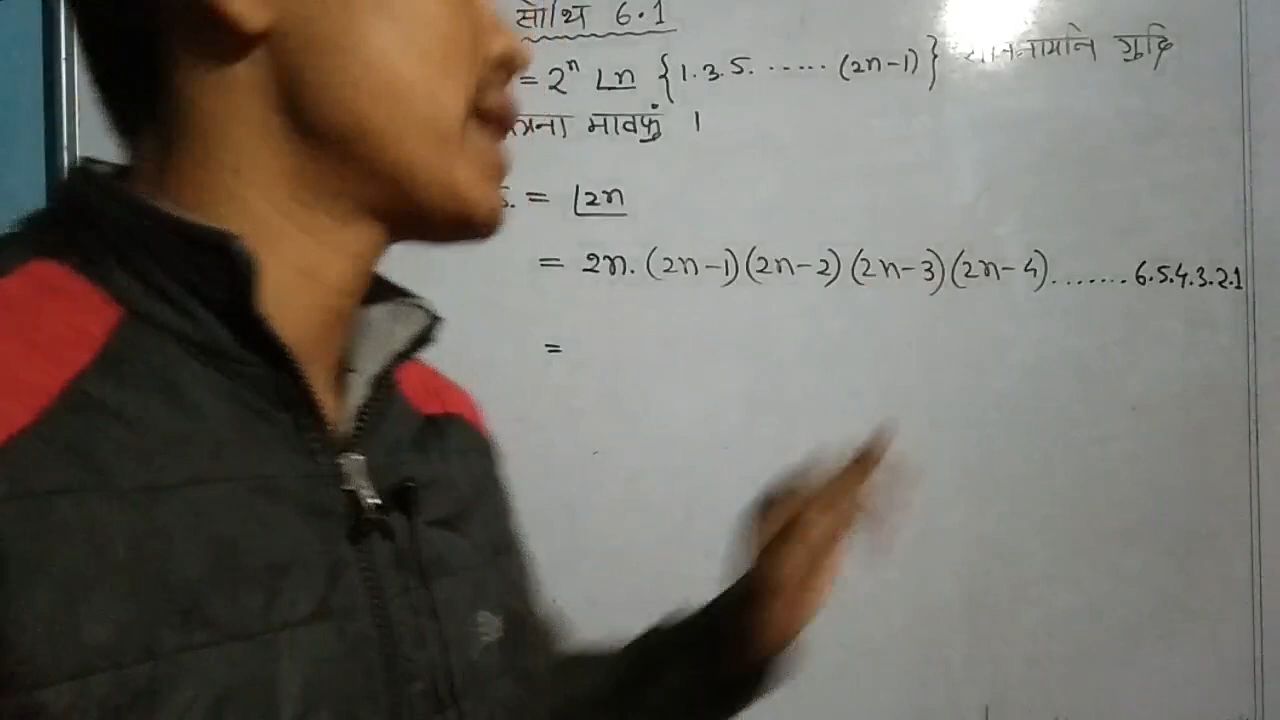 सोथि 6.1
= 2ⁿ ∟n {1.3.5. ...... (2n-1)} गुदि
मावफुं ।
= ∟2n
= 2n.(2n-1)(2n-2)(2n-3)(2n-4)........6.5.4.3.2.1
=